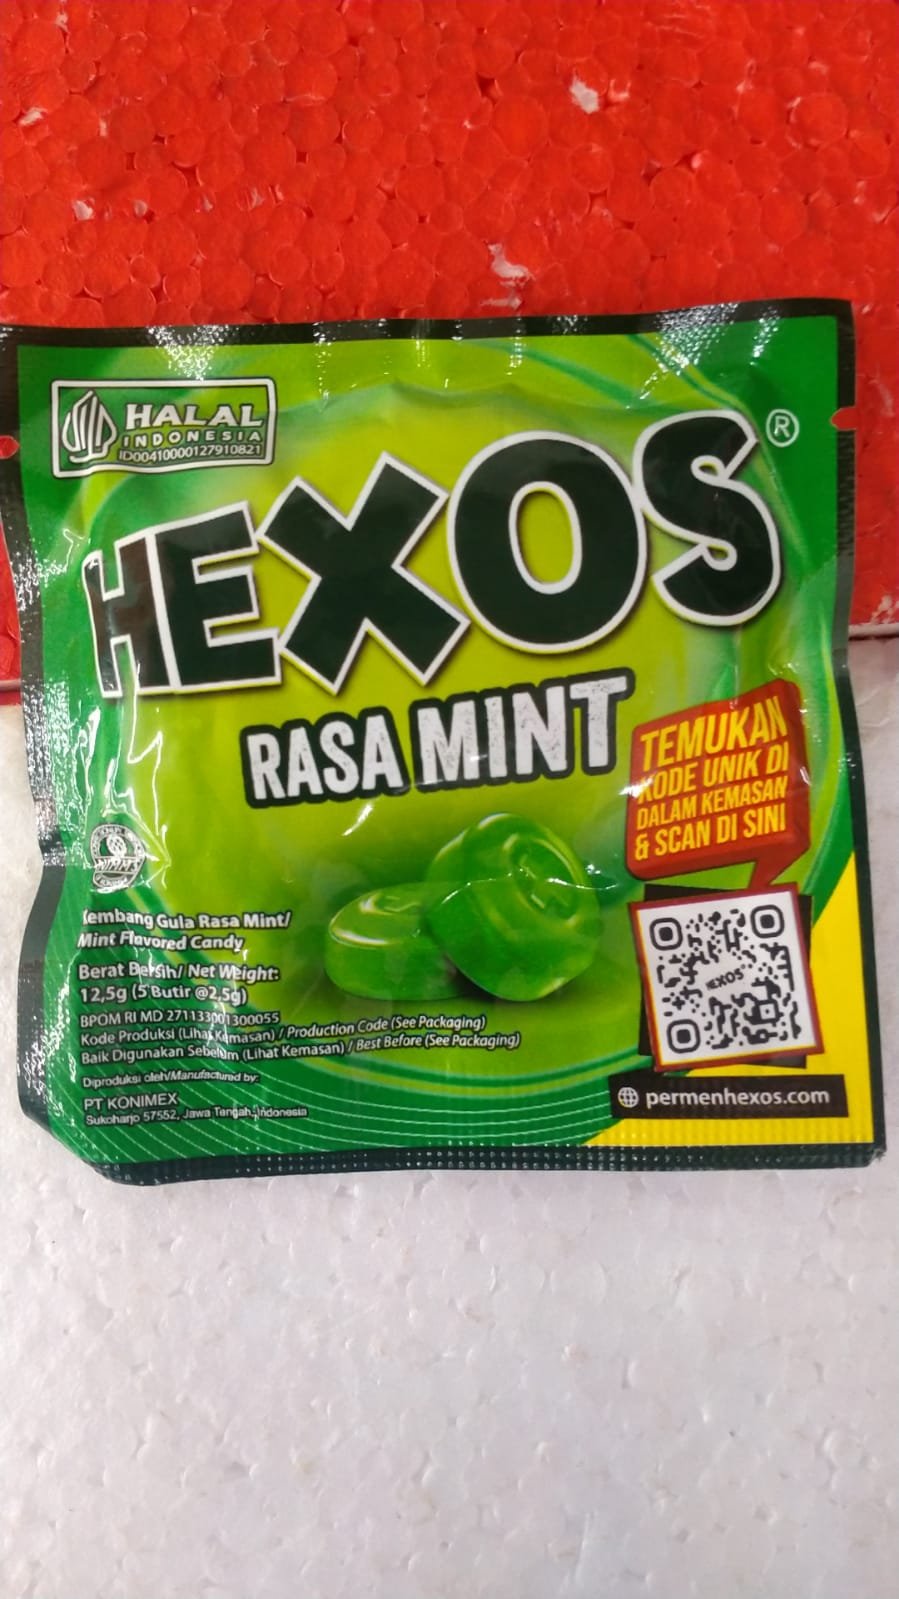 HALAL
INDONESIA
ID00410000127910821
HEXOS®
RASA MINT
TEMUKAN
KODE UNIK DI
DALAM KEMASAN
& SCAN DI SINI
Kembang Gula Rasa Mint/
Mint Flavored Candy
Berat Bersih/ Net Weight:
12,5g (5 Butir @2,5g)
BPOM RI MD 271133001300055
Kode Produksi (Lihat Kemasan) / Production Code (See Packaging)
Baik Digunakan Sebelum (Lihat Kemasan) / Best Before (See Packaging)
Diproduksi oleh/Manufactured by:
PT KONIMEX
Sukoharjo 57552, Jawa Tengah, Indonesia
HEXOS
permenhexos.com